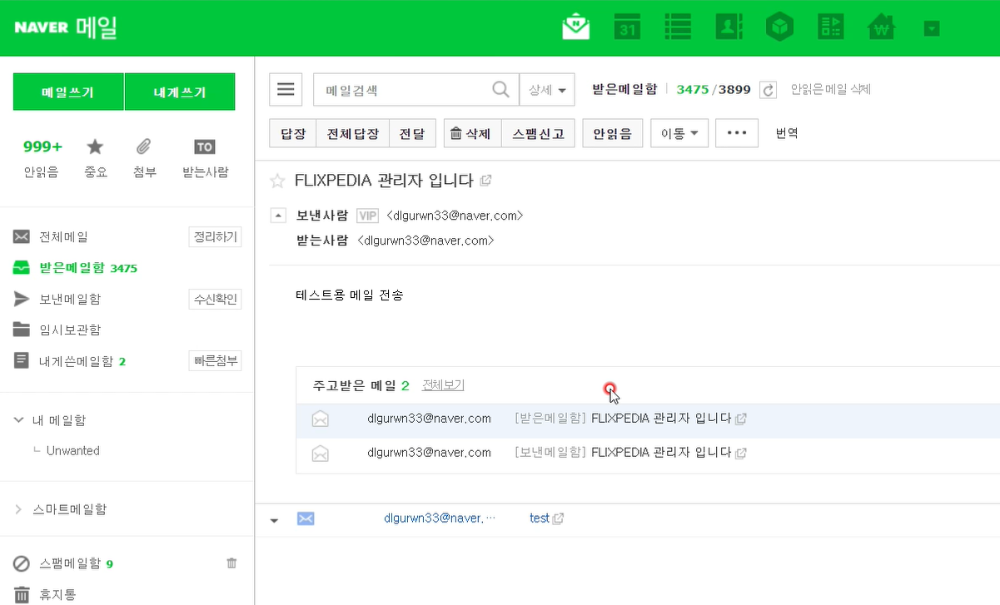 NAVER 메일
31
메일쓰기 내게쓰기
메일검색 상세 받은메일함 3475/3899 안읽은 메일 삭제
답장 전체답장 전달 삭제 스팸신고 안읽음 이동 ••• 번역
999+ TO
안읽음 중요 첨부 받는사람
전체메일 정리하기
받은메일함 3475
보낸메일함 수신확인
임시보관함
내게쓴메일함 2 빠른첨부
내 메일함
Unwanted
스마트메일함
스팸메일함 9
휴지통
FLIXPEDIA 관리자 입니다
보낸사람 VIP <dlgurwn33@naver.com>
받는사람 <dlgurwn33@naver.com>
테스트용 메일 전송
주고받은 메일 2 전체보기
dlgurwn33@naver.com [받은메일함] FLIXPEDIA 관리자 입니다
dlgurwn33@naver.com [보낸메일함] FLIXPEDIA 관리자 입니다
dlgurwn33@naver.… test